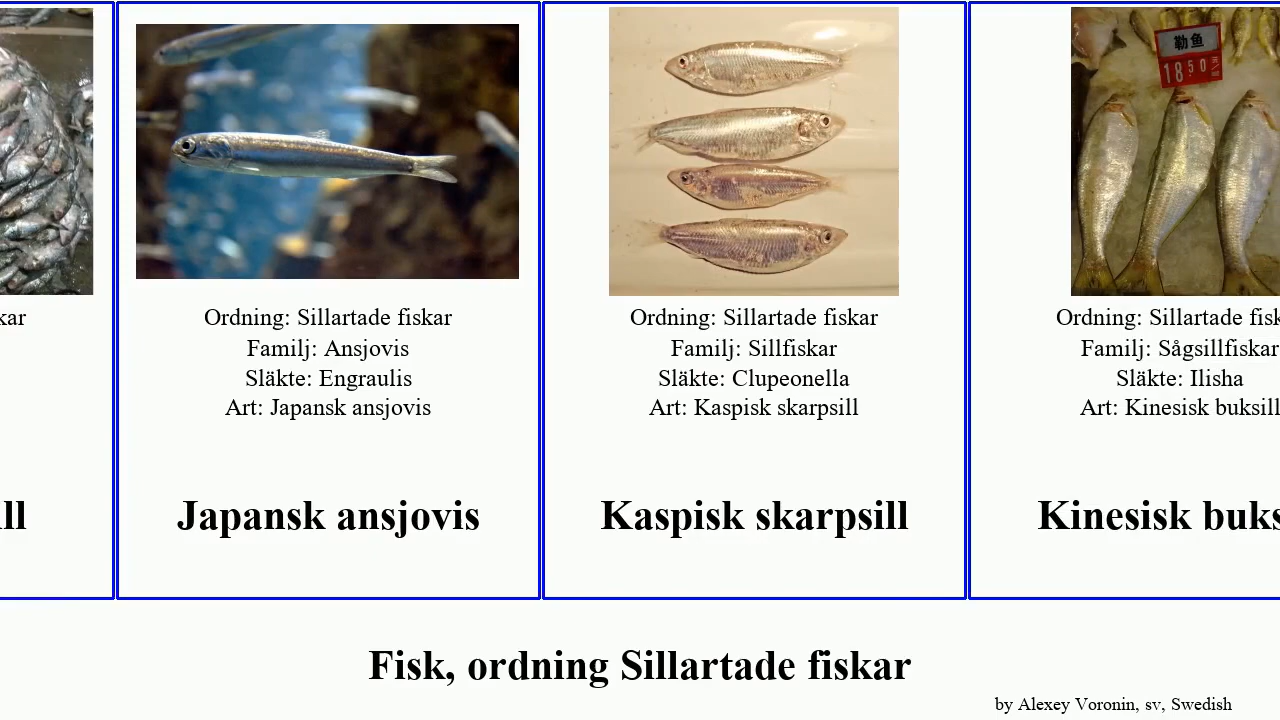 勒鱼
18.50
kar
ll
Ordning: Sillartade fiskar
Familj: Ansjovis
Släkte: Engraulis
Art: Japansk ansjovis
Japansk ansjovis
Ordning: Sillartade fiskar
Familj: Sillfiskar
Släkte: Clupeonella
Art: Kaspisk skarpsill
Kaspisk skarpsill
Ordning: Sillartade fisk
Familj: Sågsillfiskar
Släkte: Ilisha
Art: Kinesisk buksill
Kinesisk buks
Fisk, ordning Sillartade fiskar
by Alexey Voronin, sv, Swedish